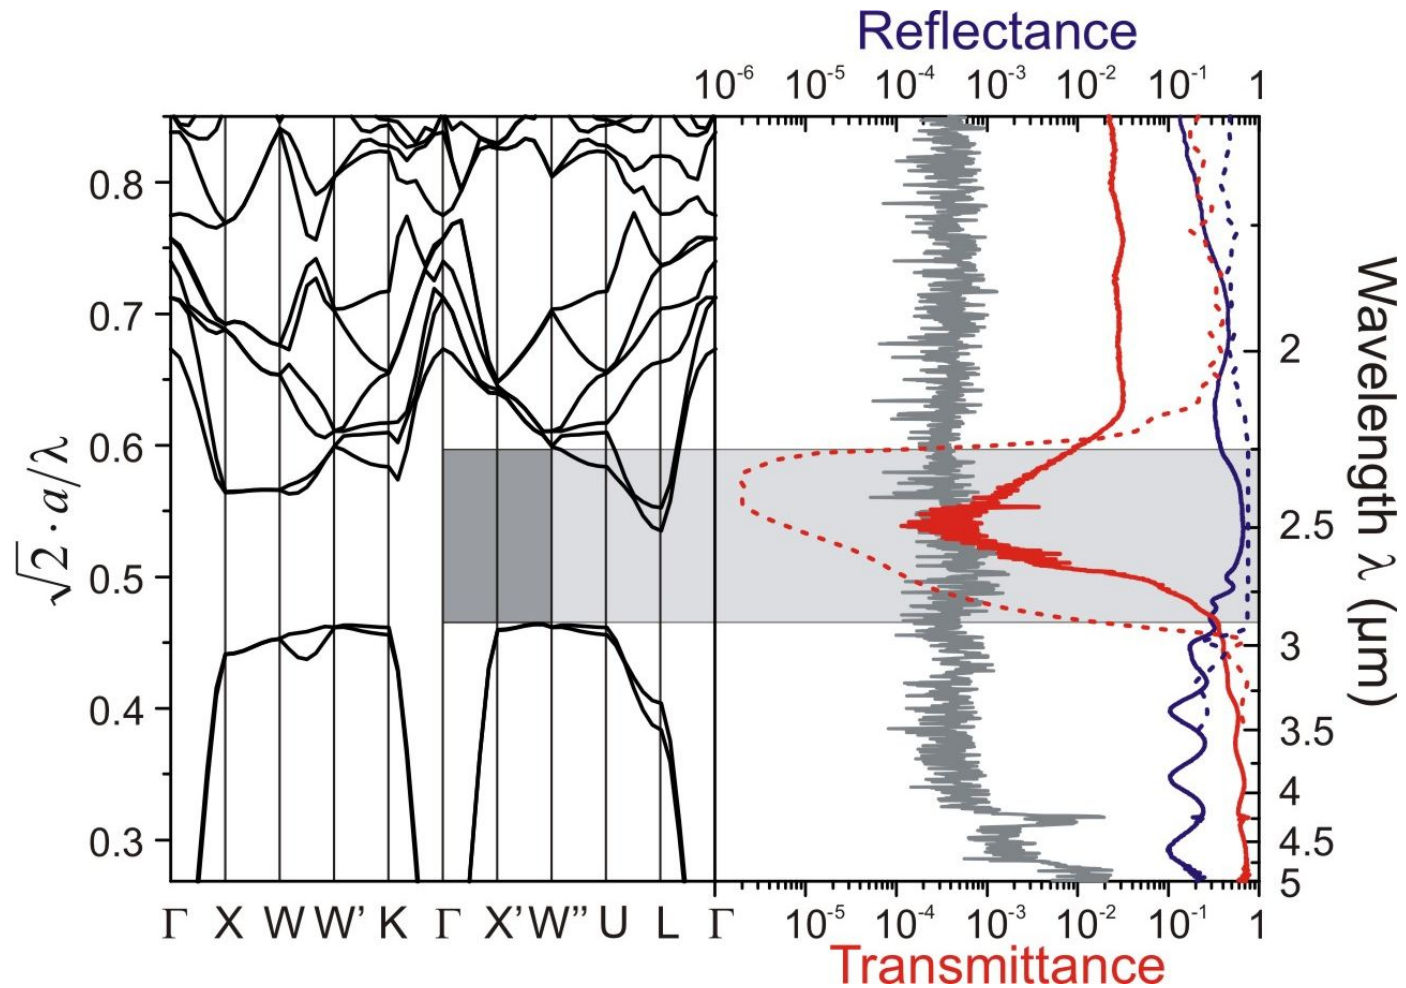 Reflectance
10⁻⁶ 10⁻⁵ 10⁻⁴ 10⁻³ 10⁻² 10⁻¹ 1
0.8
0.7
0.6
0.5
0.4
0.3
√2·a/λ
2
2.5
3
3.5
4
4.5
5
Wavelength λ (μm)
Γ X W W' K Γ X' W'' U L Γ
10⁻⁵ 10⁻⁴ 10⁻³ 10⁻² 10⁻¹ 1
Transmittance